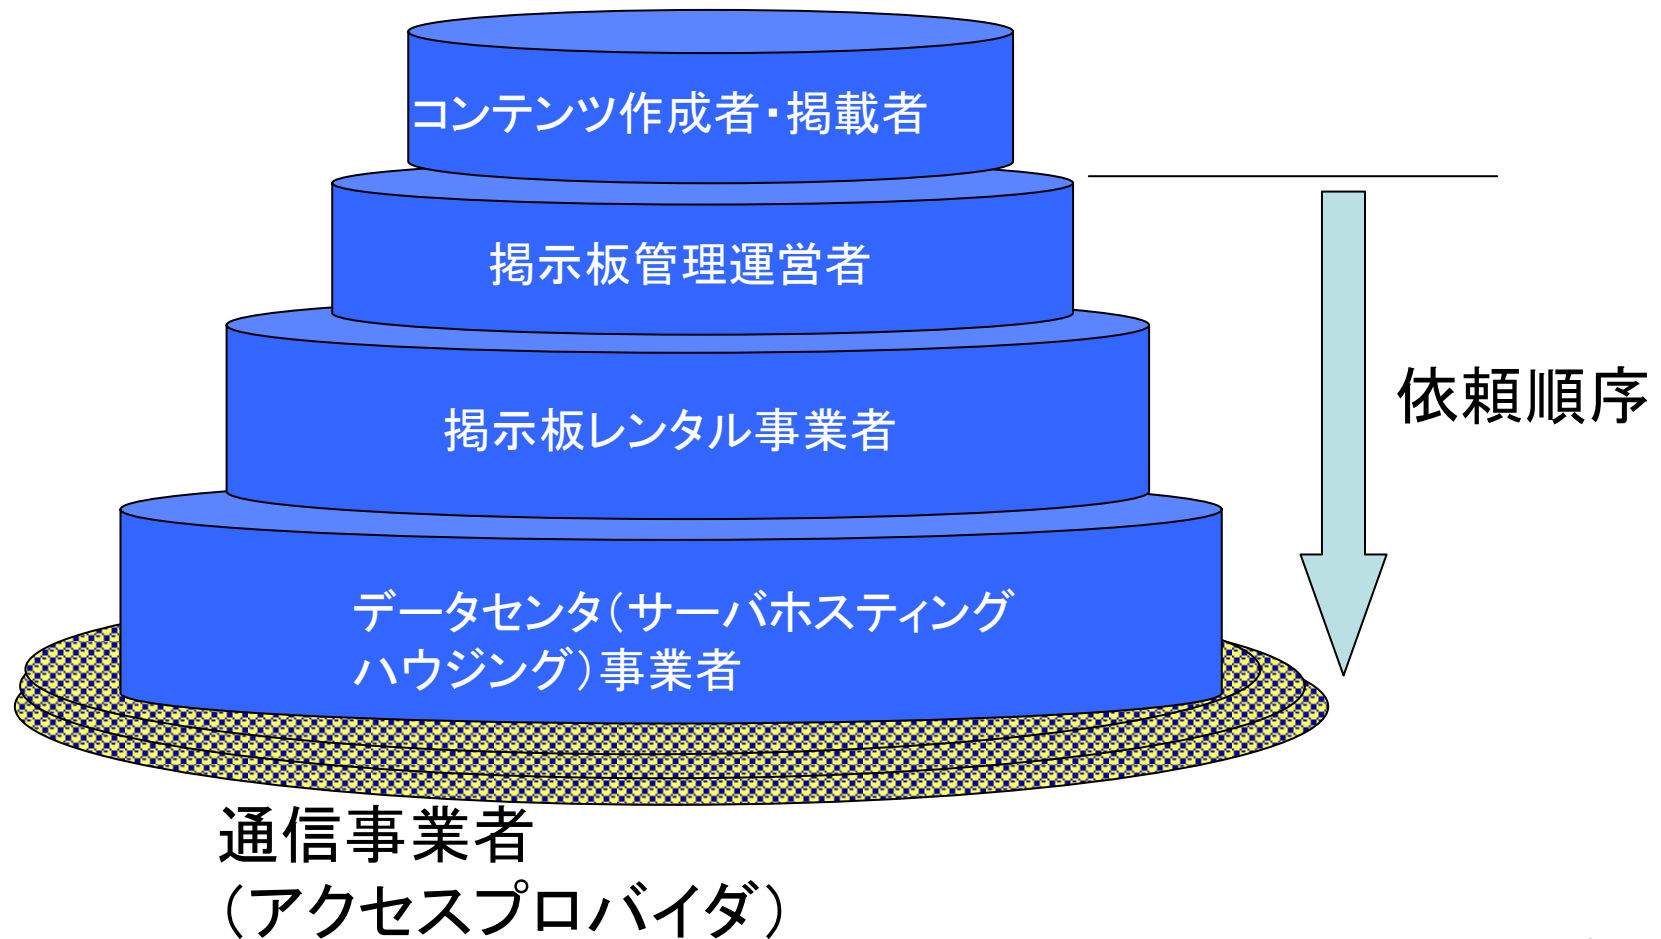 コンテンツ作成者・掲載者
掲示板管理運営者
掲示板レンタル事業者
依頼順序
データセンタ(サーバホスティング
ハウジング)事業者
通信事業者
(アクセスプロバイダ)